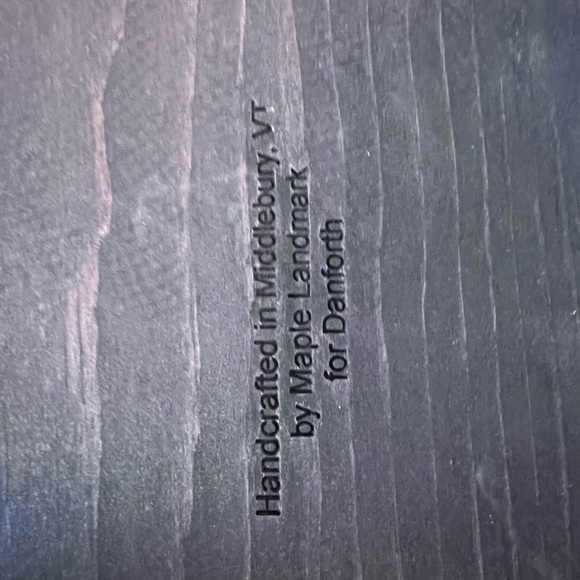 Handcrafted in Middlebury, VT
by Maple Landmark
for Danforth